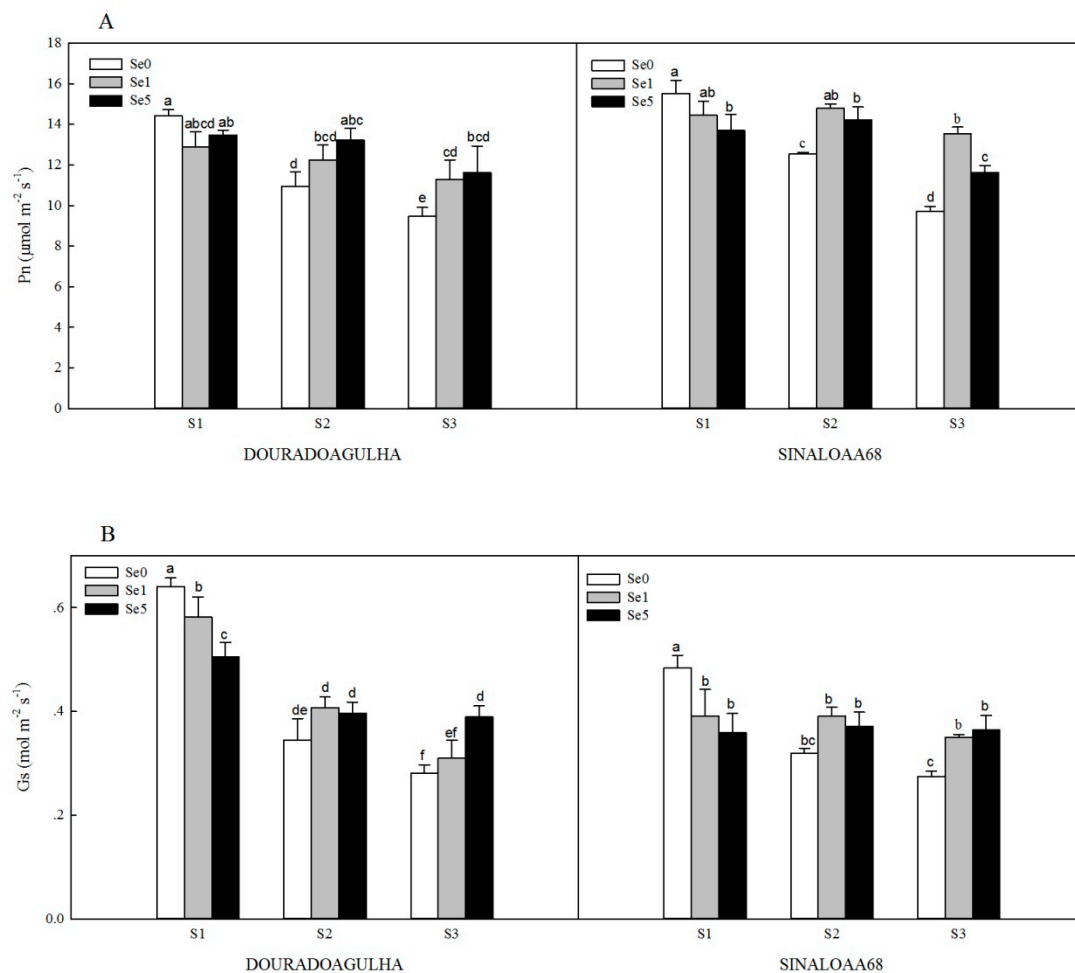 A
18
16
14
12
10
8
6
4
2
0
Pn (µmol m⁻² s⁻¹)
Se0
Se1
Se5
a
abcd
ab
d
bcd
abc
e
cd
bcd
S1
S2
S3
DOURADOAGULHA
Se0
Se1
Se5
a
ab
b
c
ab
b
d
b
c
S1
S2
S3
SINALOAA68
B
.6
.4
.2
0.0
Gs (mol m⁻² s⁻¹)
Se0
Se1
Se5
a
b
c
de
d
d
f
ef
d
S1
S2
S3
DOURADOAGULHA
Se0
Se1
Se5
a
b
b
bc
b
b
c
b
b
S1
S2
S3
SINALOAA68